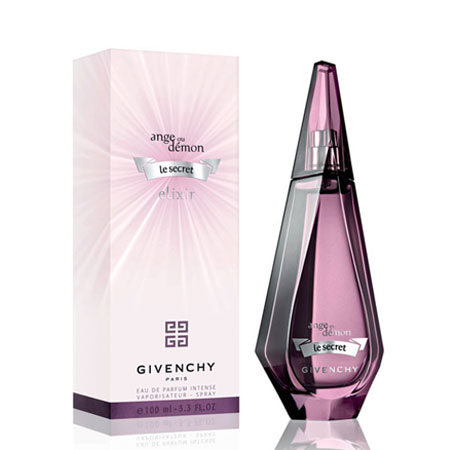 ange ou
démon
le secret
elixir
GIVENCHY
PARIS
EAU DE PARFUM INTENSE
VAPORISATEUR - SPRAY
100 ml - 3.3 FL.OZ
ange ou
démon
le secret
GIVENCHY